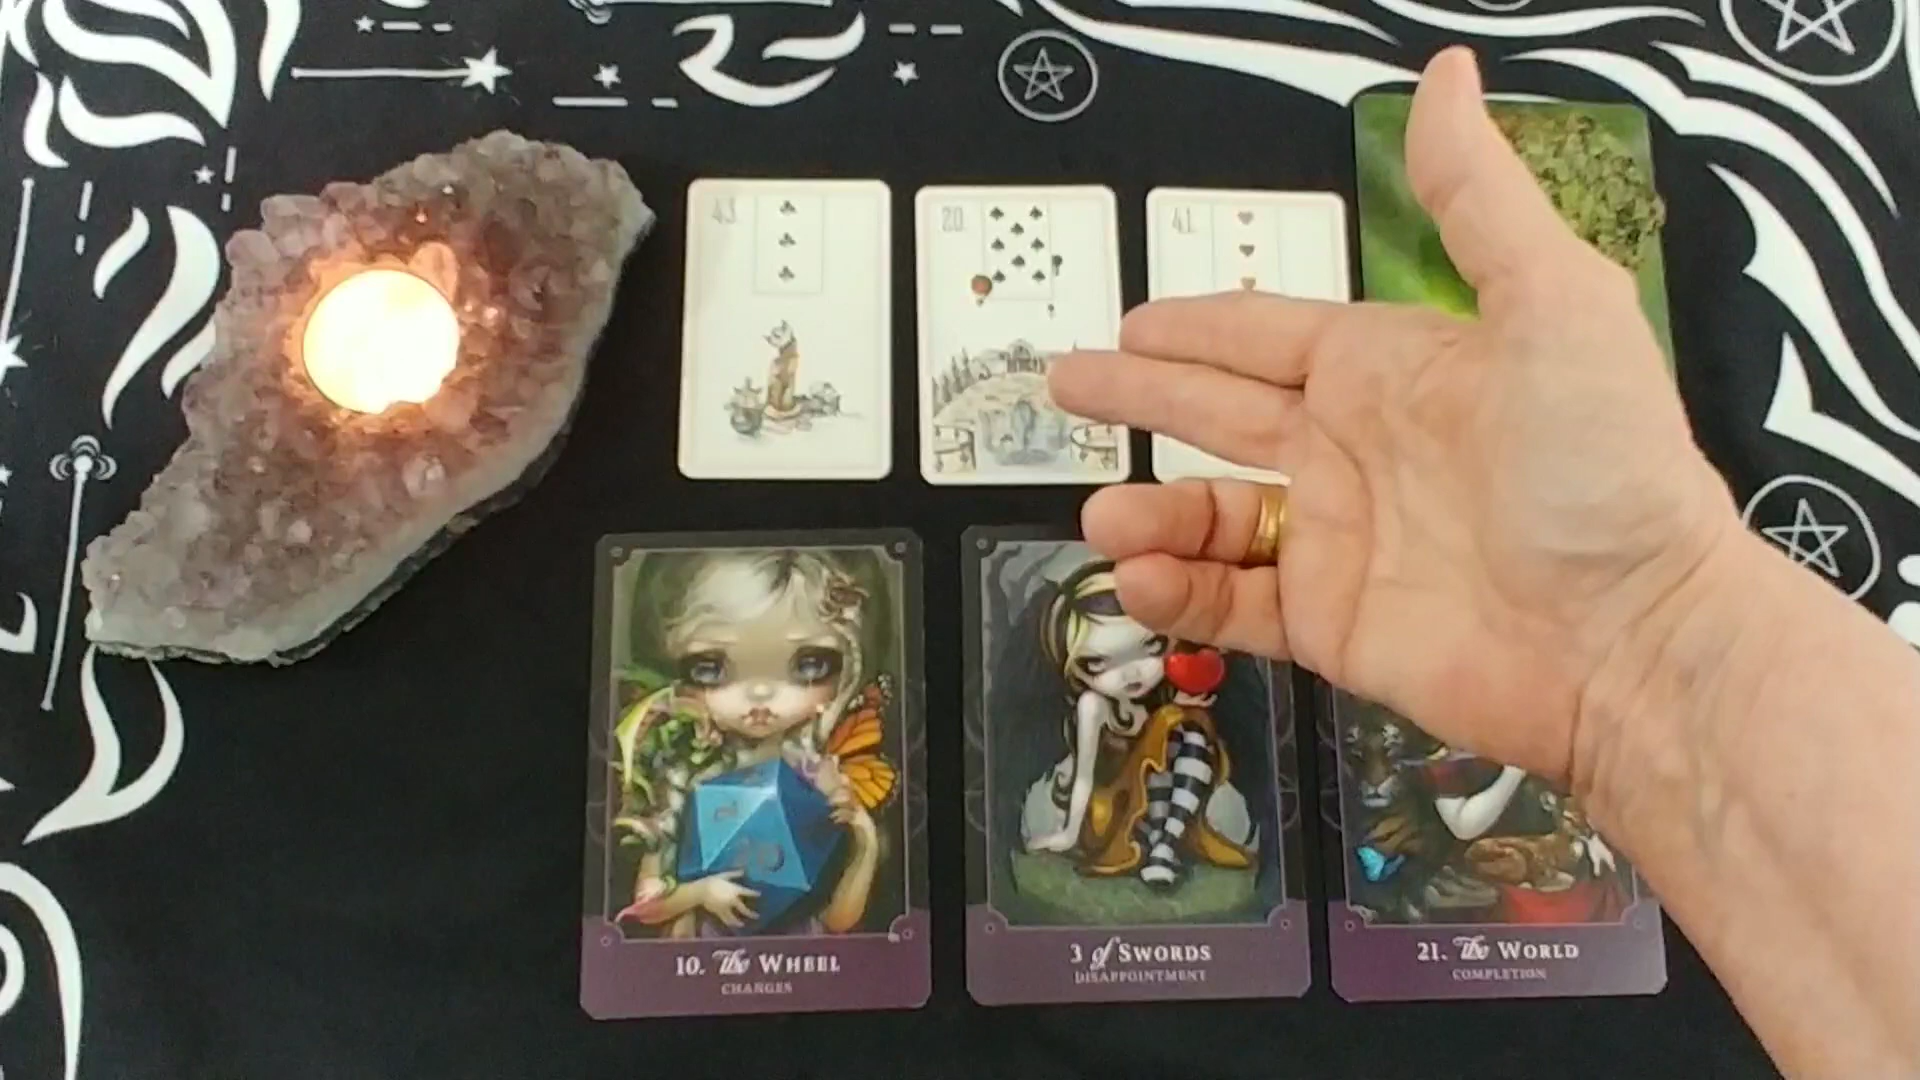 43
20
41
10. The WHEEL
CHANGES
3 of SWORDS
DISAPPOINTMENT
21. The WORLD
COMPLETION